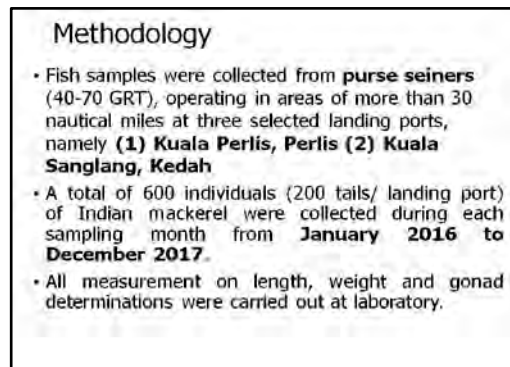 Methodology
• Fish samples were collected from purse seiners
(40-70 GRT), operating in areas of more than 30
nautical miles at three selected landing ports,
namely (1) Kuala Perlis, Perlis (2) Kuala
Sanglang, Kedah
• A total of 600 individuals (200 tails/ landing port)
of Indian mackerel were collected during each
sampling month from January 2016 to
December 2017.
• All measurement on length, weight and gonad
determinations were carried out at laboratory.